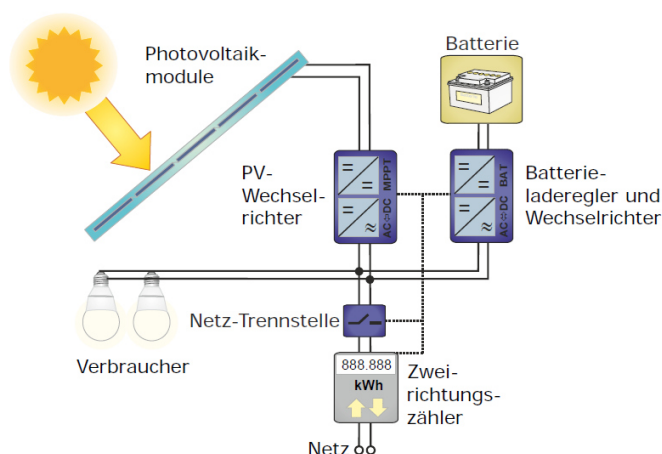 Photovoltaik-
module
Batterie
PV-
Wechsel-
richter
= = MPPT
= ≈ AC⇔DC
= = BAT
= ≈ AC⇔DC
Batterie-
laderegler und
Wechselrichter
Netz-Trennstelle
Verbraucher
888.888
kWh
Zwei-
richtungs-
zähler
Netz